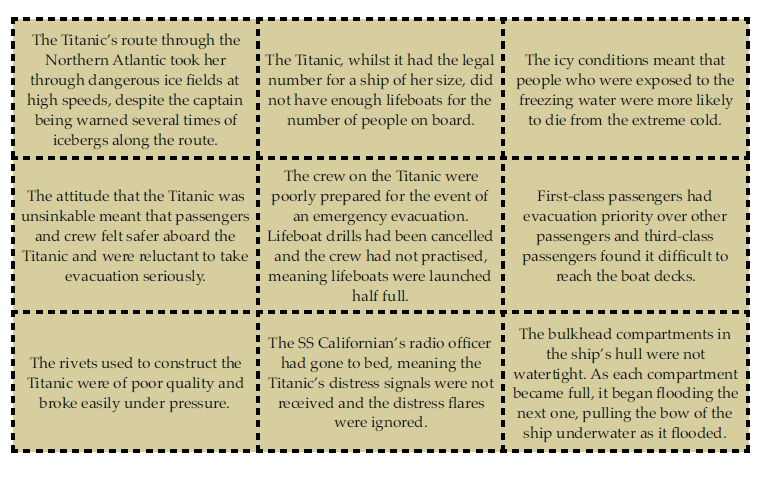 The Titanic's route through the
Northern Atlantic took her
through dangerous ice fields at
high speeds, despite the captain
being warned several times of
icebergs along the route.
The Titanic, whilst it had the legal
number for a ship of her size, did
not have enough lifeboats for the
number of people on board.
The icy conditions meant that
people who were exposed to the
freezing water were more likely
to die from the extreme cold.
The attitude that the Titanic was
unsinkable meant that passengers
and crew felt safer aboard the
Titanic and were reluctant to take
evacuation seriously.
The crew on the Titanic were
poorly prepared for the event of
an emergency evacuation.
Lifeboat drills had been cancelled
and the crew had not practised,
meaning lifeboats were launched
half full.
First-class passengers had
evacuation priority over other
passengers and third-class
passengers found it difficult to
reach the boat decks.
The rivets used to construct the
Titanic were of poor quality and
broke easily under pressure.
The SS Californian's radio officer
had gone to bed, meaning the
Titanic's distress signals were not
received and the distress flares
were ignored.
The bulkhead compartments in
the ship's hull were not
watertight. As each compartment
became full, it began flooding the
next one, pulling the bow of the
ship underwater as it flooded.